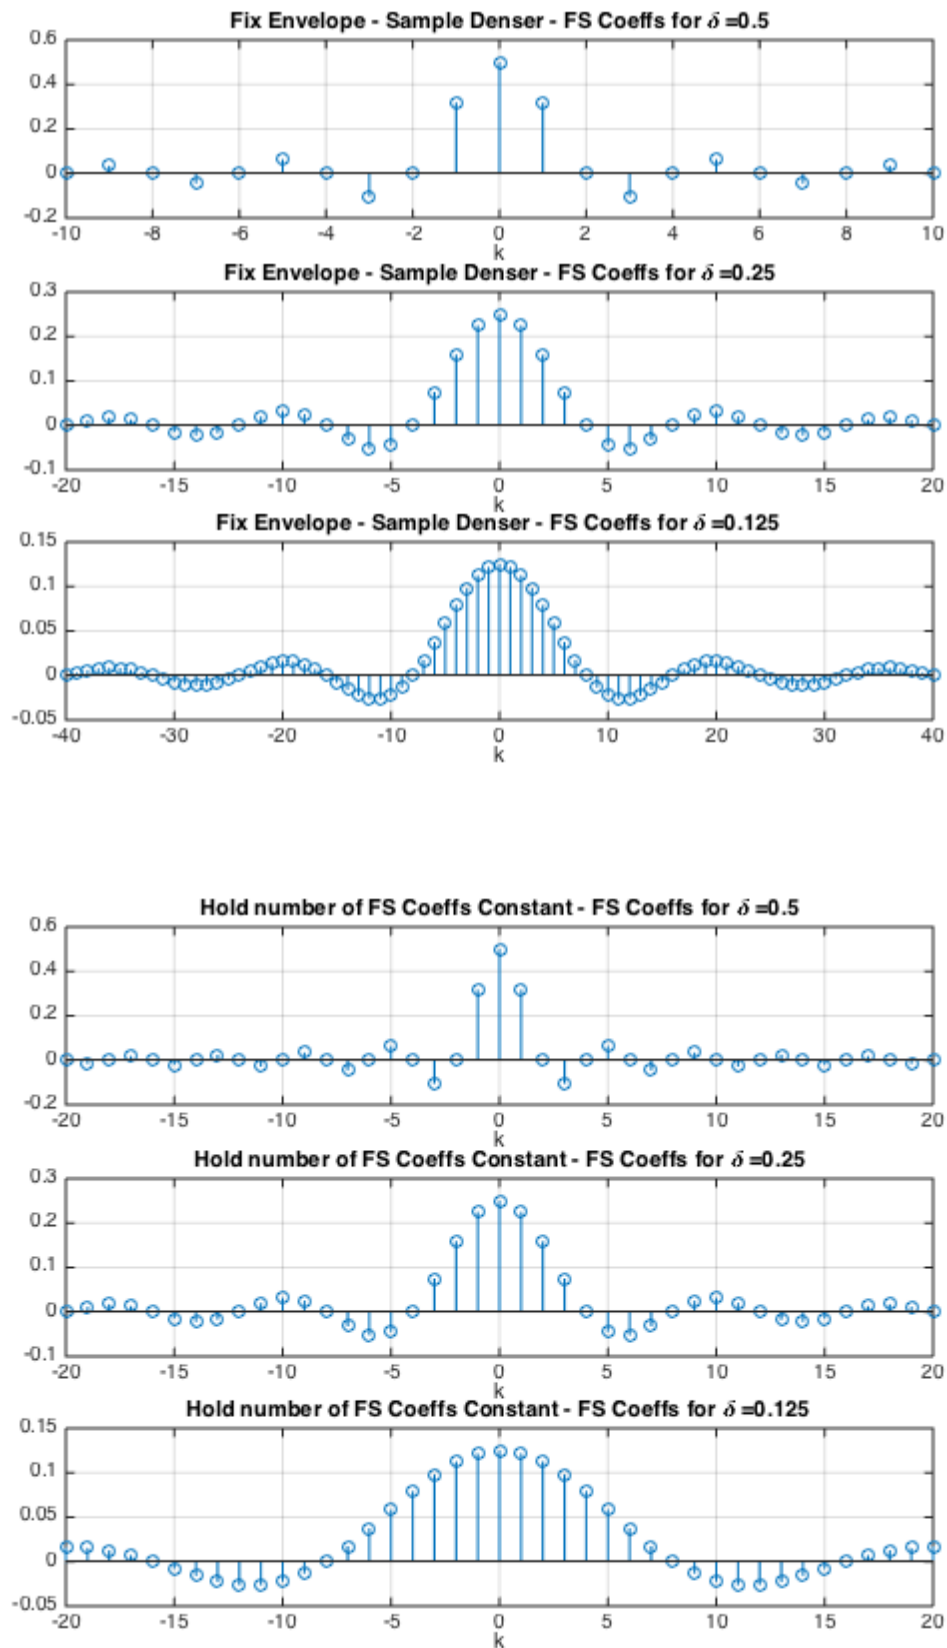 Fix Envelope - Sample Denser - FS Coeffs for δ =0.5
0.6
0.4
0.2
0
-0.2
-10 -8 -6 -4 -2 0 2 4 6 8 10
k
Fix Envelope - Sample Denser - FS Coeffs for δ =0.25
0.3
0.2
0.1
0
-0.1
-20 -15 -10 -5 0 5 10 15 20
k
Fix Envelope - Sample Denser - FS Coeffs for δ =0.125
0.15
0.1
0.05
0
-0.05
-40 -30 -20 -10 0 10 20 30 40
k
Hold number of FS Coeffs Constant - FS Coeffs for δ =0.5
0.6
0.4
0.2
0
-0.2
-20 -15 -10 -5 0 5 10 15 20
k
Hold number of FS Coeffs Constant - FS Coeffs for δ =0.25
0.3
0.2
0.1
0
-0.1
-20 -15 -10 -5 0 5 10 15 20
k
Hold number of FS Coeffs Constant - FS Coeffs for δ =0.125
0.15
0.1
0.05
0
-0.05
-20 -15 -10 -5 0 5 10 15 20
k